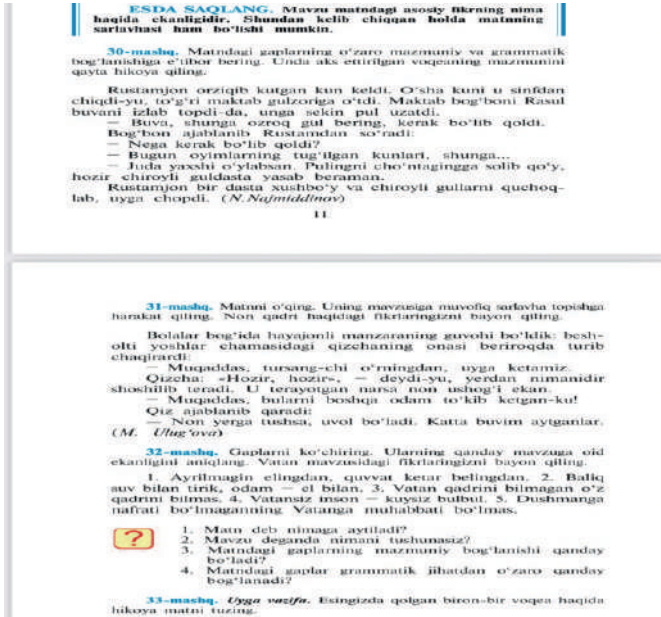 ESDA SAQLANG. Mavzu matndagi asosiy fikrning nima
haqida ekanligidir. Shundan kelib chiqqan holda matnning
sarlavhasi ham bo‘lishi mumkin.
30-mashq. Matndagi gaplarning o‘zaro mazmuniy va grammatik
bog‘lanishiga e’tibor bering. Unda aks ettirilgan voqeaning mazmunini
qayta hikoya qiling.
Rustamjon orziqib kutgan kun keldi. O‘sha kuni u sinfdan
chiqdi-yu, to‘g‘ri maktab gulzoriga o‘tdi. Maktab bog‘boni Rasul
buvani izlab topdi-da, unga sekin pul uzatdi.
— Buva, shunga ozroq gul bering, kerak bo‘lib qoldi.
Bog‘bon ajablanib Rustamdan so‘radi:
— Nega kerak bo‘lib qoldi?
— Bugun oyimlarning tug‘ilgan kunlari, shunga...
— Juda yaxshi o‘ylabsan. Pulingni cho‘ntagingga solib qo‘y,
hozir chiroyli guldasta yasab beraman.
Rustamjon bir dasta xushbo‘y va chiroyli gullarni quchoq-
lab, uyga chopdi. (N.Najmiddinov)
11
31-mashq. Matnni o‘qing. Uning mavzusiga muvofiq sarlavha topishga
harakat qiling. Non qadri haqidagi fikrlaringizni bayon qiling.
Bolalar bog‘ida hayajonli manzaraning guvohi bo‘ldik: besh-
olti yoshlar chamasidagi qizchaning onasi beriroqda turib
chaqirardi:
— Muqaddas, tursang-chi o‘rningdan, uyga ketamiz.
Qizcha: «Hozir, hozir», — deydi-yu, yerdan nimanidir
shoshilib teradi. U terayotgan narsa non ushog‘i ekan.
— Muqaddas, bularni boshqa odam to‘kib ketgan-ku!
Qiz ajablanib qaradi:
— Non yerga tushsa, uvol bo‘ladi. Katta buvim aytganlar.
(M. Ulug‘ova)
32-mashq. Gaplarni ko‘chiring. Ularning qanday mavzuga oid
ekanligini aniqlang. Vatan mavzusidagi fikrlaringizni bayon qiling.
1. Ayrilmagin elingdan, quvvat ketar belingdan. 2. Baliq
suv bilan tirik, odam — el bilan. 3. Vatan qadrini bilmagan o‘z
qadrini bilmas. 4. Vatansiz inson — kuysiz bulbul. 5. Dushmanga
nafrati bo‘lmaganning Vatanga muhabbati bo‘lmas.
?
1. Matn deb nimaga aytiladi?
2. Mavzu deganda nimani tushunasiz?
3. Matndagi gaplarning mazmuniy bog‘lanishi qanday
bo‘ladi?
4. Matndagi gaplar grammatik jihatdan o‘zaro qanday
bog‘lanadi?
33-mashq. Uyga vazifa. Esingizda qolgan biron-bir voqea haqida
hikoya matni tuzing.